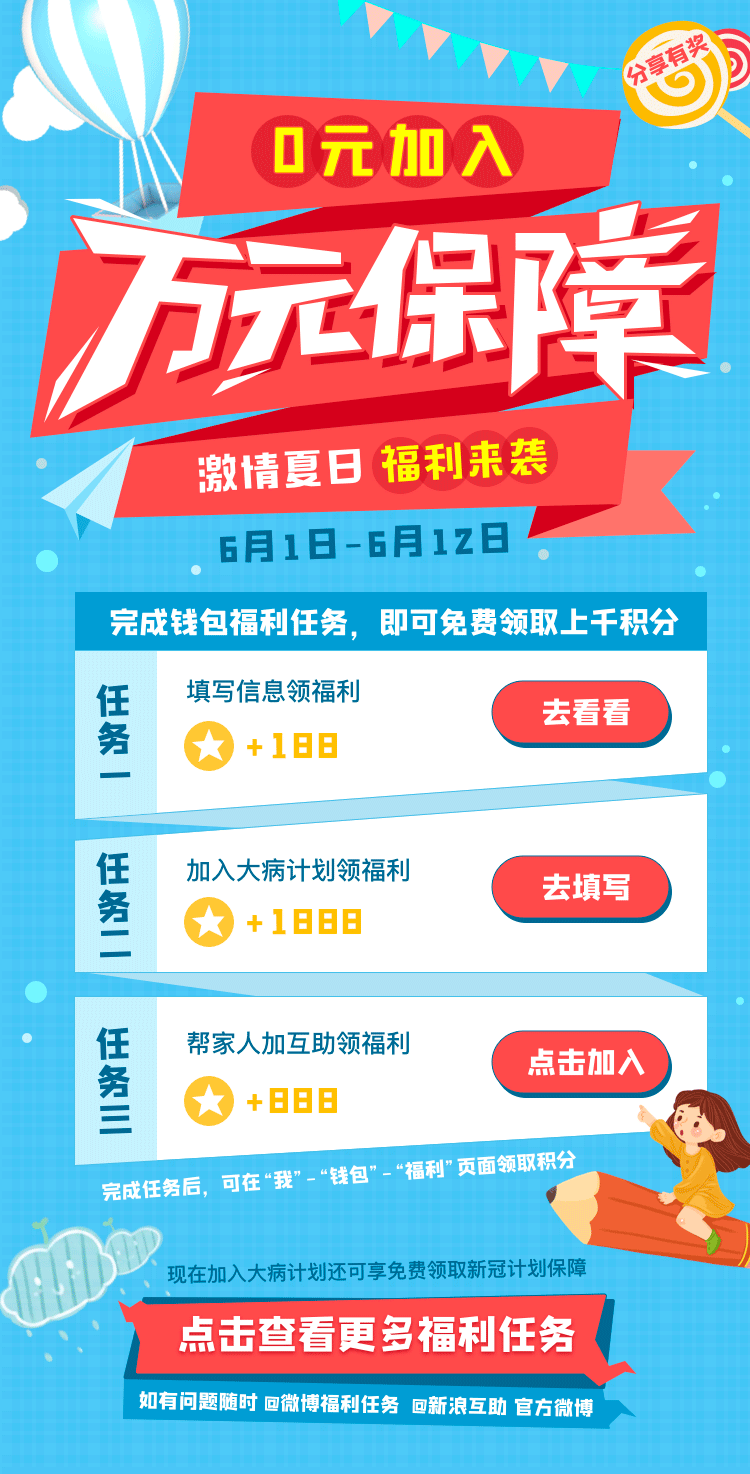 分享有奖
0元加入
万元保障
激情夏日 福利来袭
6月1日-6月12日
完成钱包福利任务，即可免费领取上千积分
任务一
填写信息领福利
+188
去看看
任务二
加入大病计划领福利
+1888
去填写
任务三
帮家人加互助领福利
+888
点击加入
完成任务后，可在“我”-“钱包”-“福利”页面领取积分
现在加入大病计划还可享免费领取新冠计划保障
点击查看更多福利任务
如有问题随时 @微博福利任务 @新浪互助 官方微博